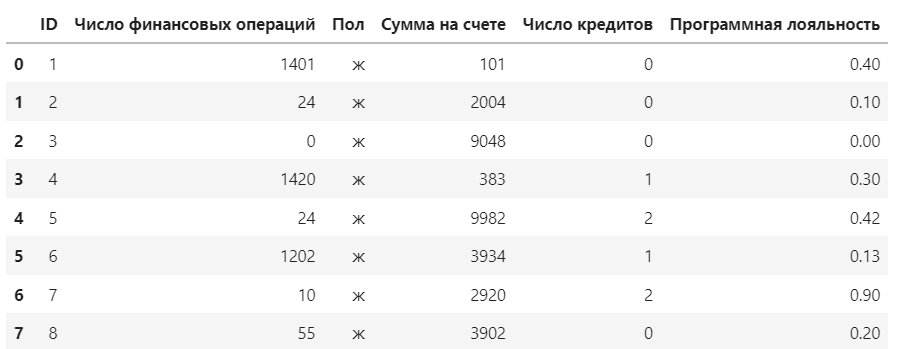 ID Число финансовых операций Пол Сумма на счете Число кредитов Программная лояльность
0 1 1401 ж 101 0 0.40
1 2 24 ж 2004 0 0.10
2 3 0 ж 9048 0 0.00
3 4 1420 ж 383 1 0.30
4 5 24 ж 9982 2 0.42
5 6 1202 ж 3934 1 0.13
6 7 10 ж 2920 2 0.90
7 8 55 ж 3902 0 0.20